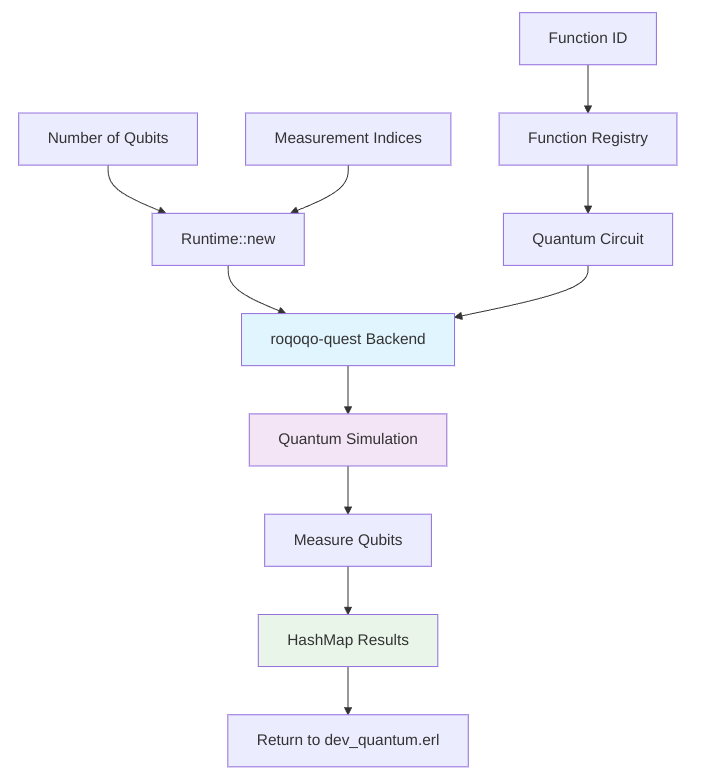 Function ID
Number of Qubits
Measurement Indices
Function Registry
Runtime::new
Quantum Circuit
roqoqo-quest Backend
Quantum Simulation
Measure Qubits
HashMap Results
Return to dev_quantum.erl